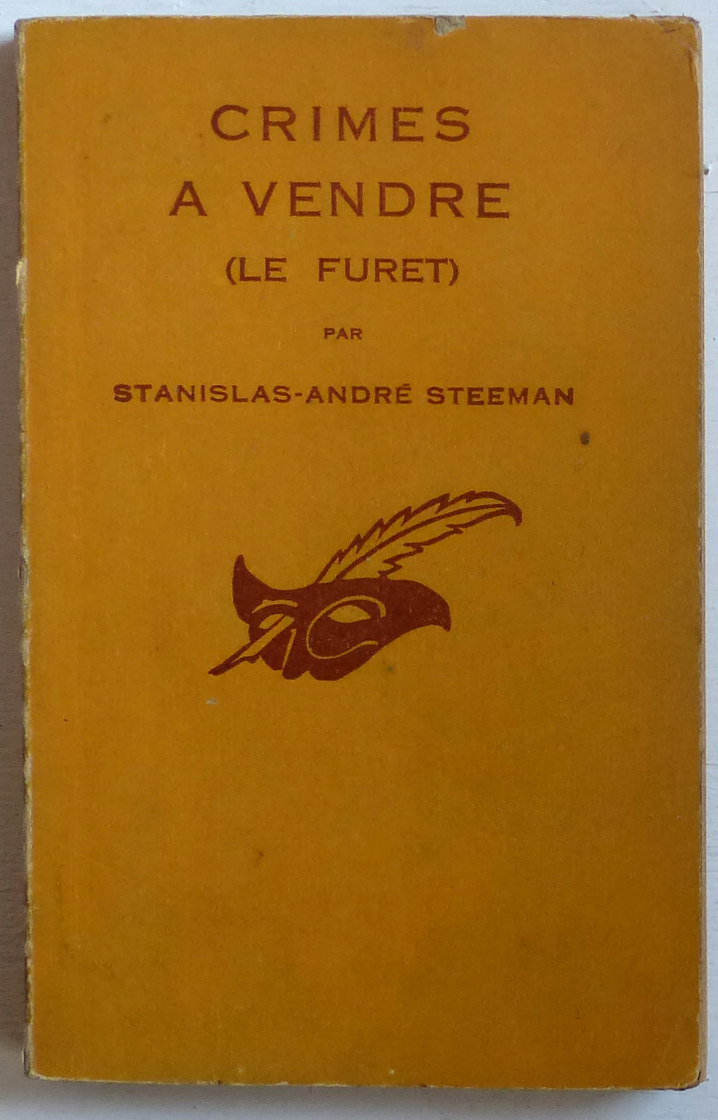 CRIMES
A VENDRE
(LE FURET)
PAR
STANISLAS-ANDRÉ STEEMAN